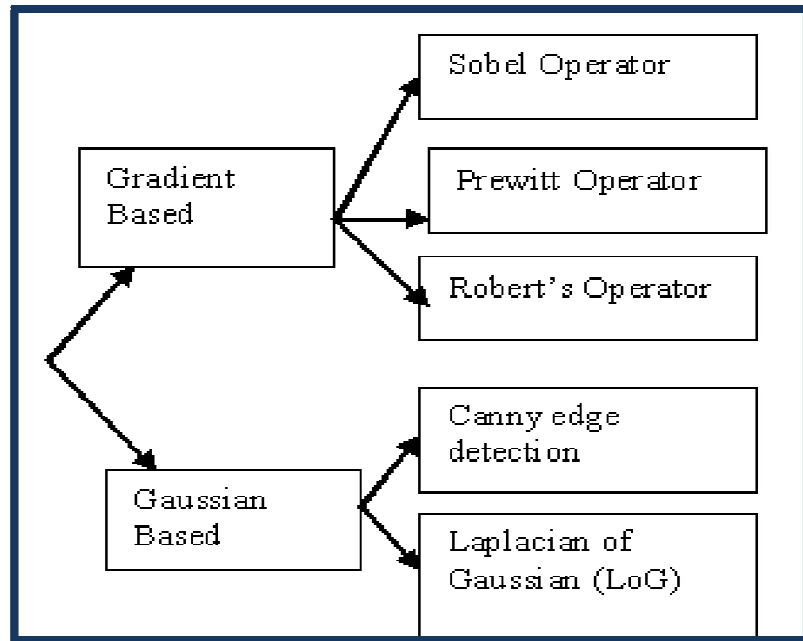 Sobel Operator
Gradient
Based
Prewitt Operator
Robert's Operator
Canny edge
detection
Gaussian
Based
Laplacian of
Gaussian (LoG)